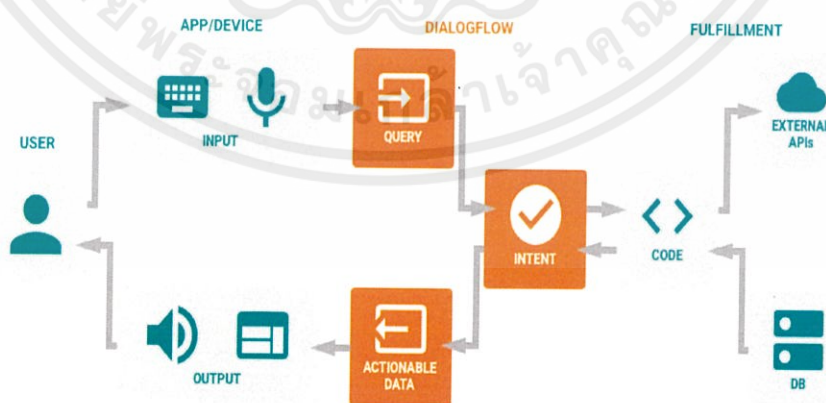 APP/DEVICE
DIALOGFLOW
FULFILLMENT
USER
INPUT
QUERY
EXTERNAL
APIs
INTENT
CODE
OUTPUT
ACTIONABLE
DATA
DB